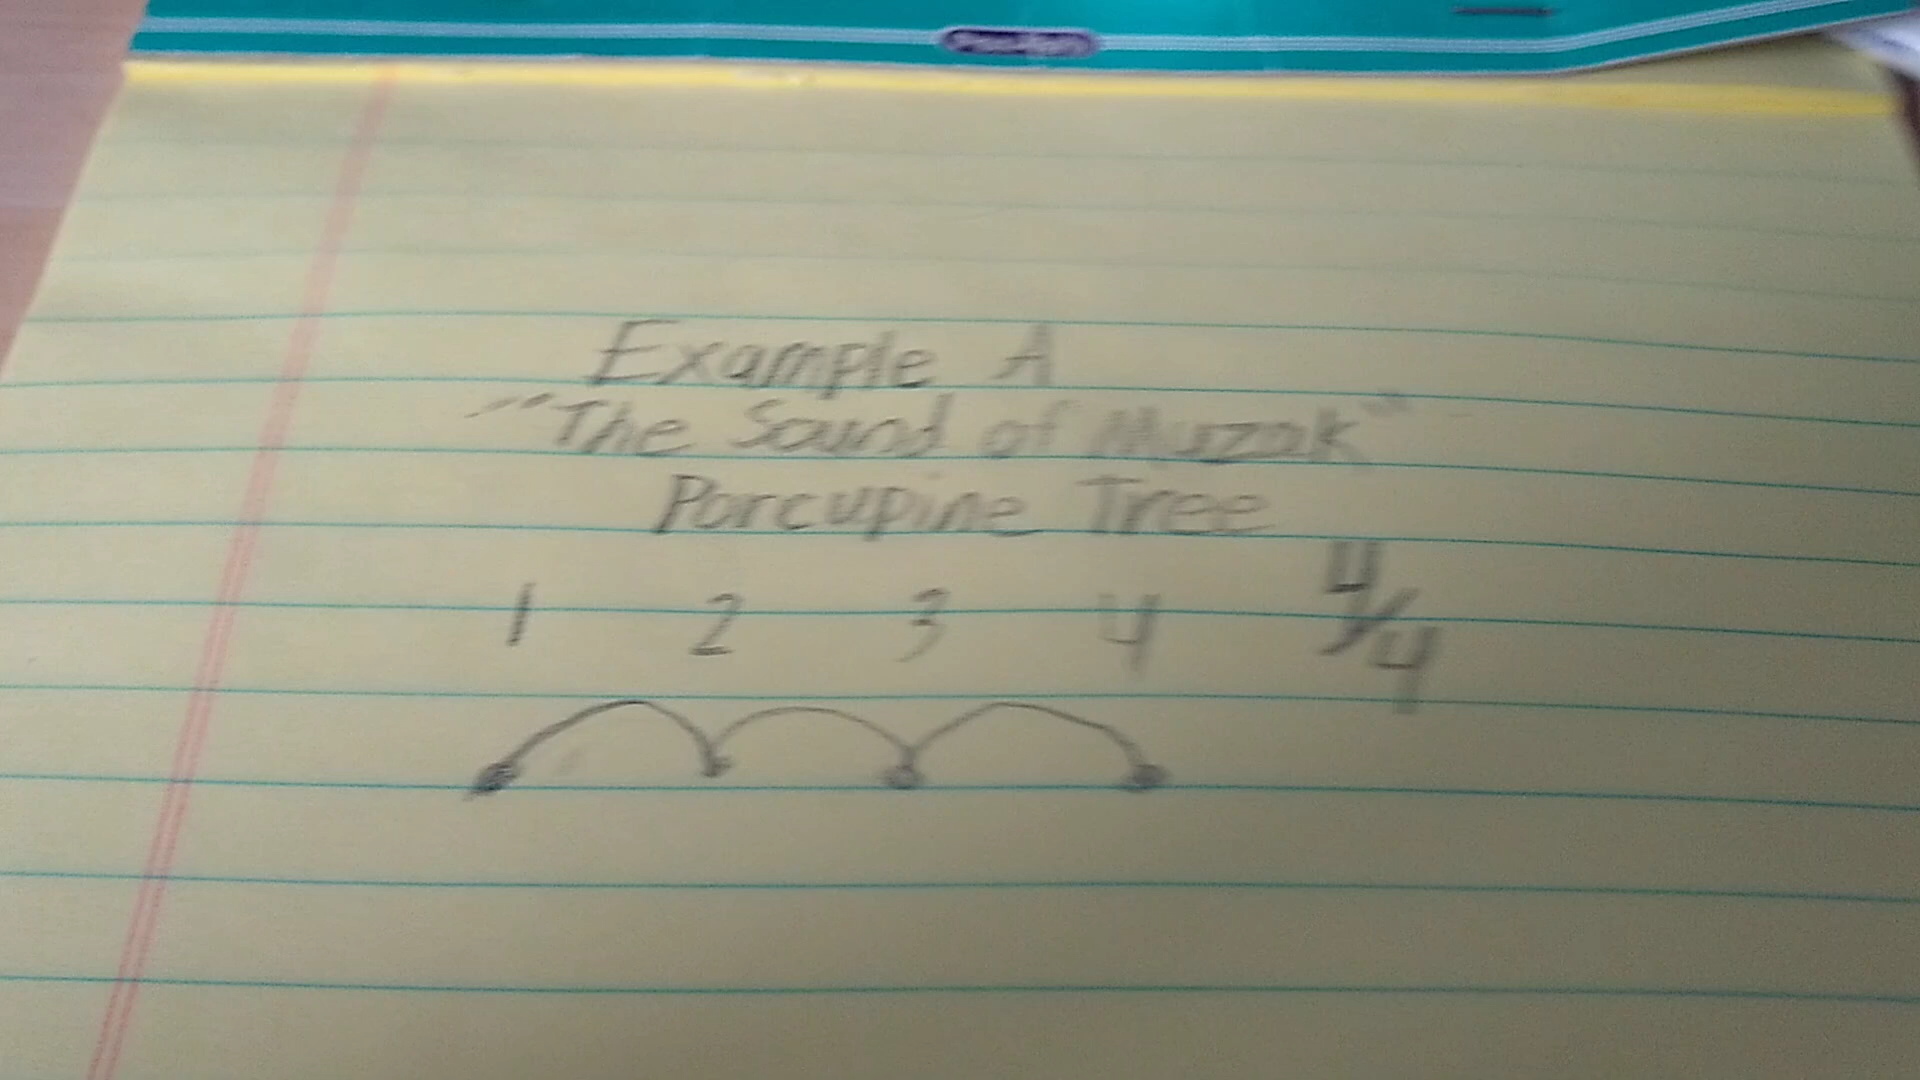 Example A
"The Sound of Muzak"
Porcupine Tree
1 2 3 4 4/4